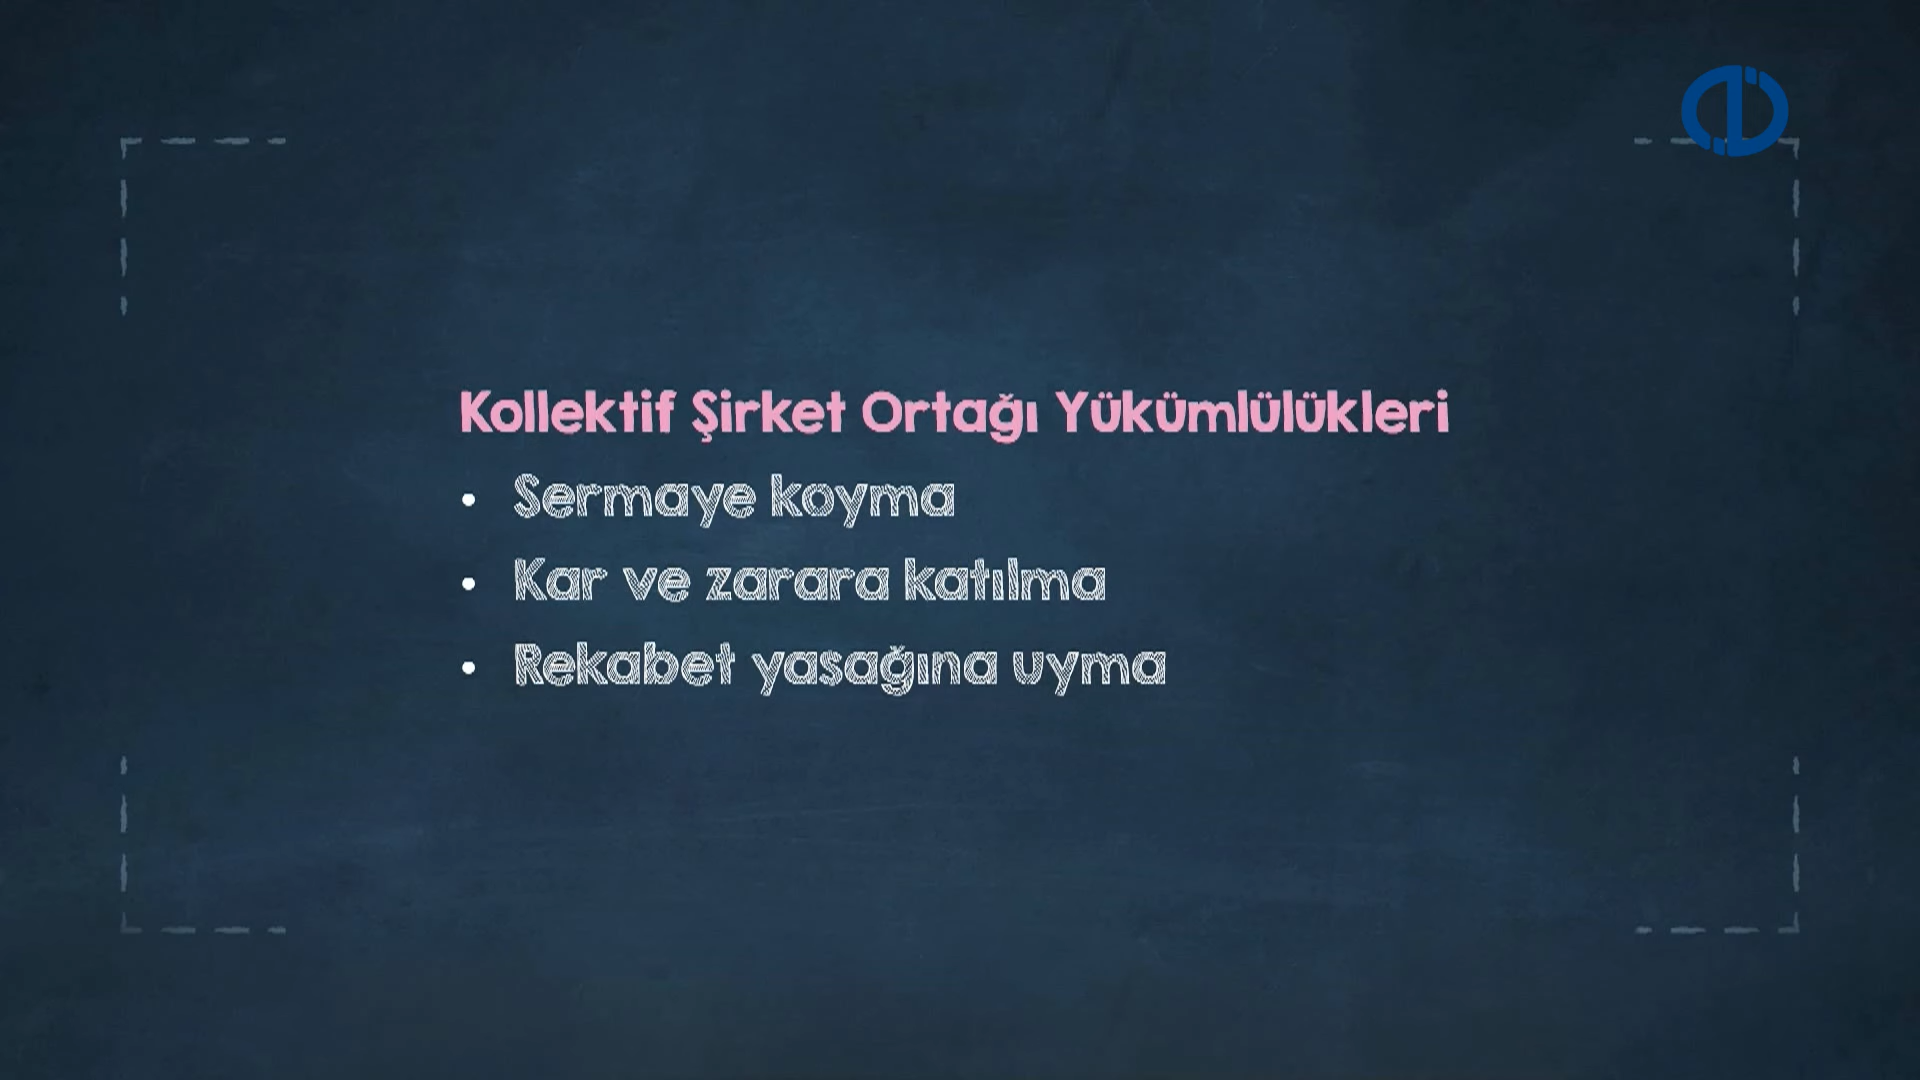 Kollektif Şirket Ortağı Yükümlülükleri
• Sermaye koyma
• Kar ve zarara katılma
• Rekabet yasağına uyma